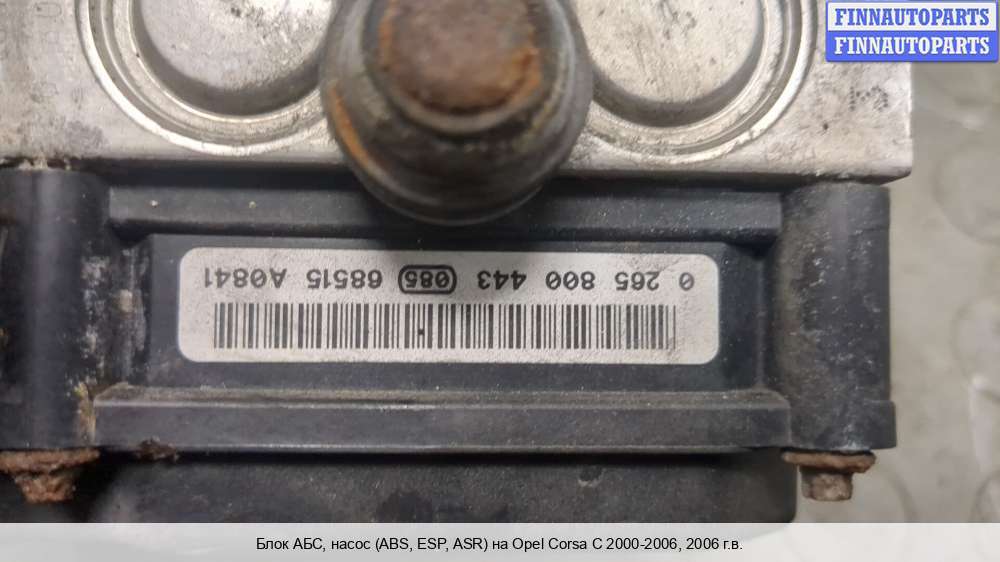 FINNAUTOPARTS
FINNAUTOPARTS
0 265 800 443 085 68515 A0841
Блок АБС, насос (ABS, ESP, ASR) на Opel Corsa C 2000-2006, 2006 г.в.